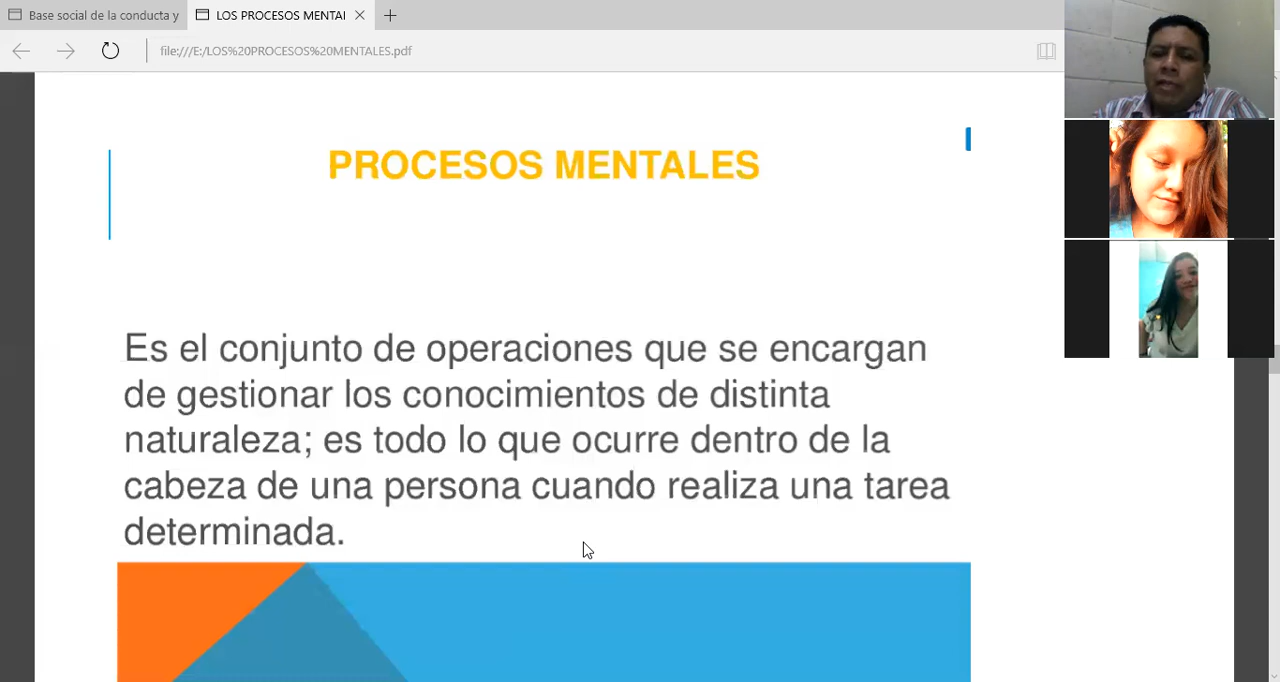 Base social de la conducta y
LOS PROCESOS MENTAI
file:///E:/LOS%20PROCESOS%20MENTALES.pdf
PROCESOS MENTALES
Es el conjunto de operaciones que se encargan
de gestionar los conocimientos de distinta
naturaleza; es todo lo que ocurre dentro de la
cabeza de una persona cuando realiza una tarea
determinada.